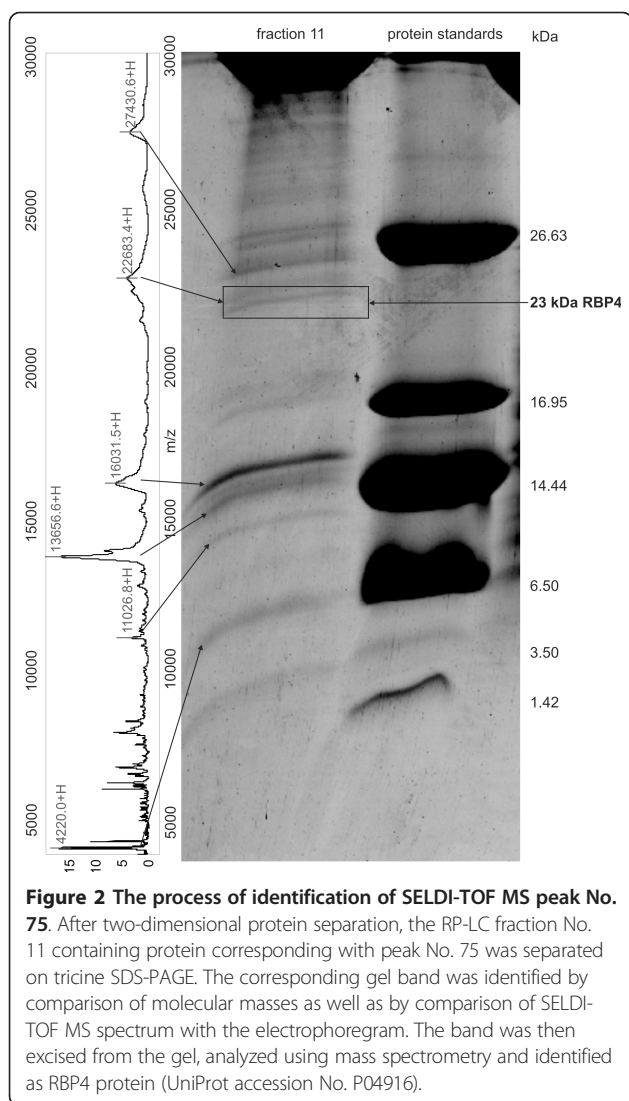 fraction 11
protein standards
kDa
30000
25000
20000
m/z
15000
10000
5000
30000
25000
20000
15000
10000
5000
27430.6+H
22683.4+H
16031.5+H
13656.6+H
11026.8+H
4220.0+H
15
10
5
0
26.63
23 kDa RBP4
16.95
14.44
6.50
3.50
1.42
Figure 2 The process of identification of SELDI-TOF MS peak No.
75. After two-dimensional protein separation, the RP-LC fraction No.
11 containing protein corresponding with peak No. 75 was separated
on tricine SDS-PAGE. The corresponding gel band was identified by
comparison of molecular masses as well as by comparison of SELDI-
TOF MS spectrum with the electrophoregram. The band was then
excised from the gel, analyzed using mass spectrometry and identified
as RBP4 protein (UniProt accession No. P04916).